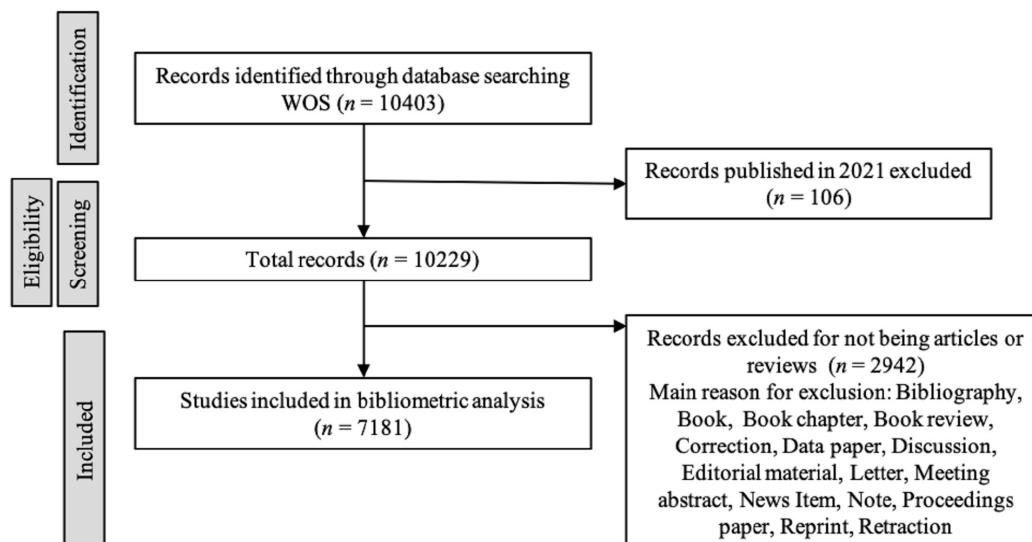 Identification
Records identified through database searching
WOS (n = 10403)
Records published in 2021 excluded
(n = 106)
Eligibility
Screening
Total records (n = 10229)
Included
Records excluded for not being articles or
reviews (n = 2942)
Main reason for exclusion: Bibliography,
Book, Book chapter, Book review,
Correction, Data paper, Discussion,
Editorial material, Letter, Meeting
abstract, News Item, Note, Proceedings
paper, Reprint, Retraction
Studies included in bibliometric analysis
(n = 7181)